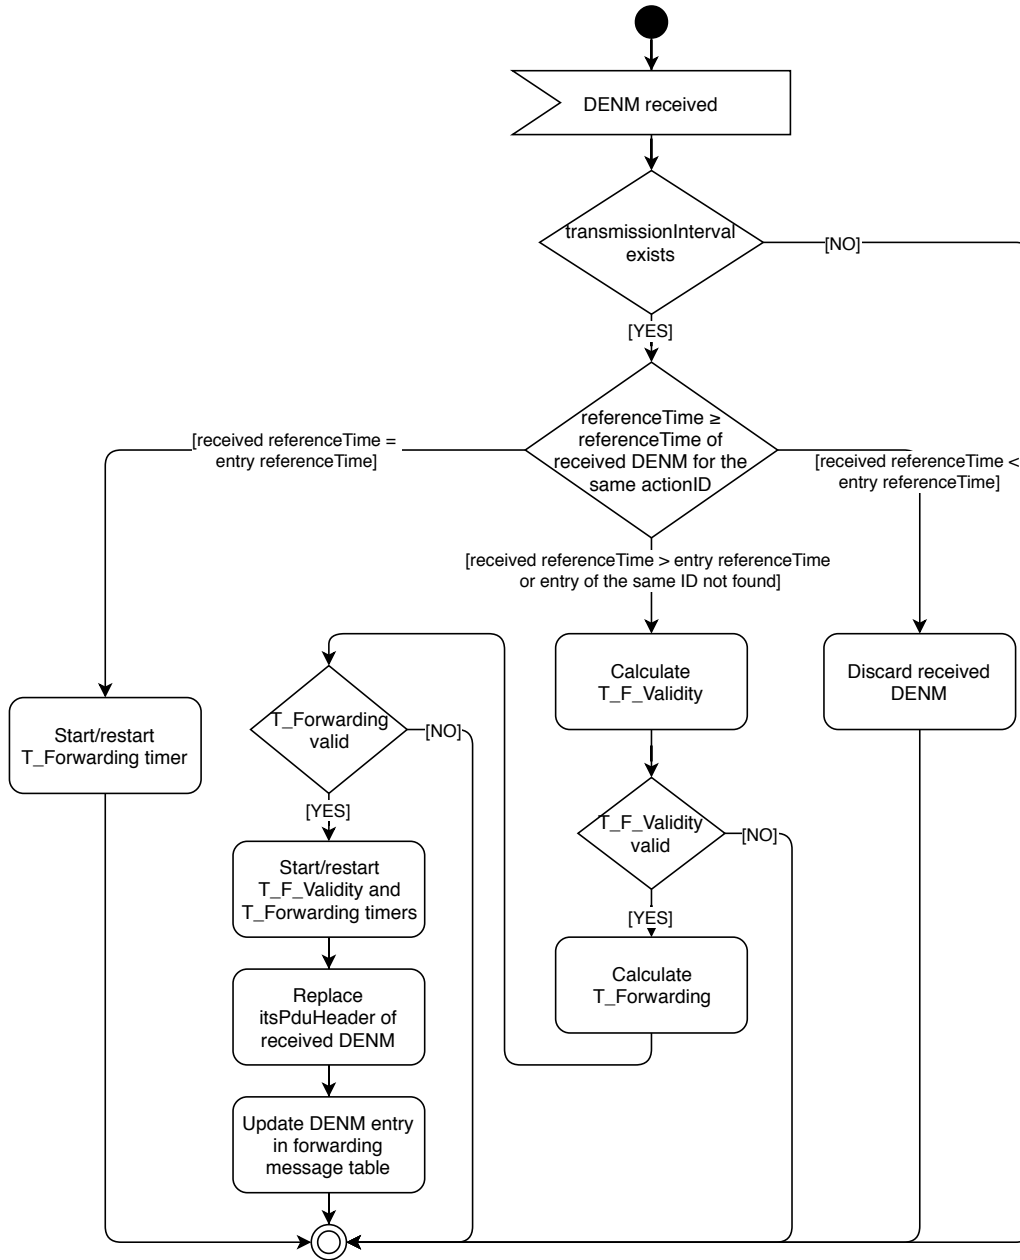 DENM received
transmissionInterval
exists
[NO]
[YES]
referenceTime ≥
referenceTime of
received DENM for the
same actionID
[received referenceTime =
entry referenceTime]
[received referenceTime <
entry referenceTime]
[received referenceTime > entry referenceTime
or entry of the same ID not found]
Calculate
T_F_Validity
Discard received
DENM
Start/restart
T_Forwarding timer
T_Forwarding
valid
[NO]
[YES]
T_F_Validity
valid
[NO]
[YES]
Start/restart
T_F_Validity and
T_Forwarding timers
Calculate
T_Forwarding
Replace
itsPduHeader of
received DENM
Update DENM entry
in forwarding
message table